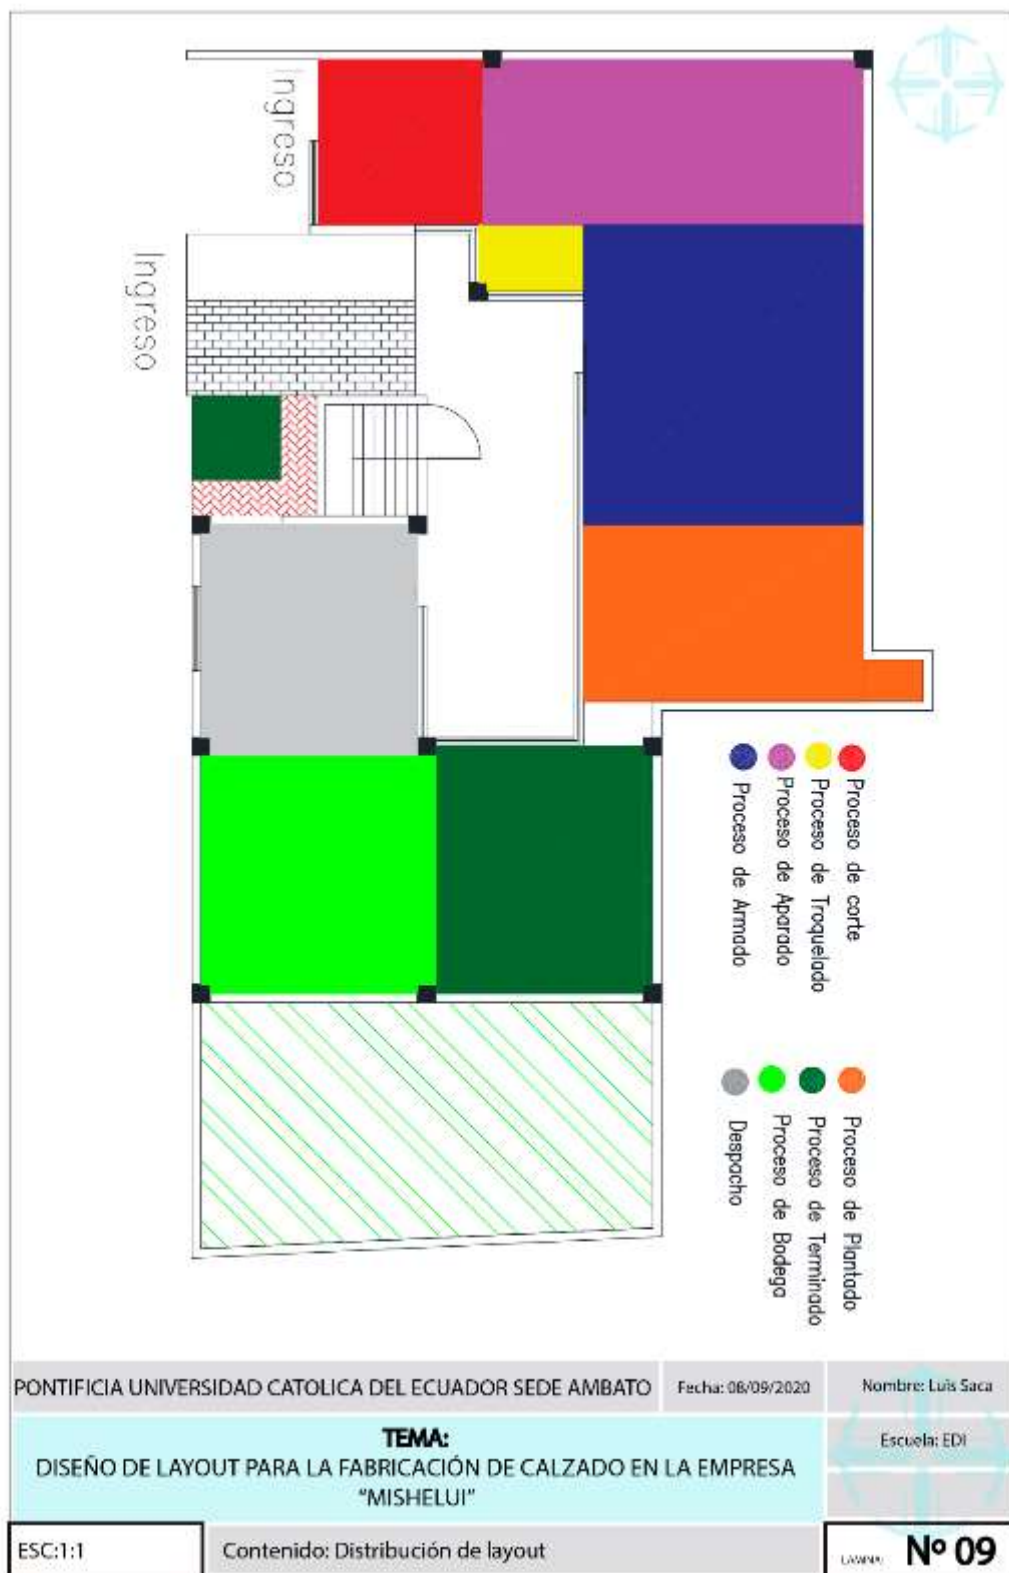 Ingreso
Ingreso
Proceso de corte
Proceso de Troquelado
Proceso de Aparado
Proceso de Armado
Proceso de Plantado
Proceso de Terminado
Proceso de Bodega
Despacho
PONTIFICIA UNIVERSIDAD CATOLICA DEL ECUADOR SEDE AMBATO
Fecha: 08/09/2020
Nombre: Luis Saca
TEMA:
DISEÑO DE LAYOUT PARA LA FABRICACIÓN DE CALZADO EN LA EMPRESA
"MISHELUI"
Escuela: EDI
ESC:1:1
Contenido: Distribución de layout
LAMINA:
Nº 09